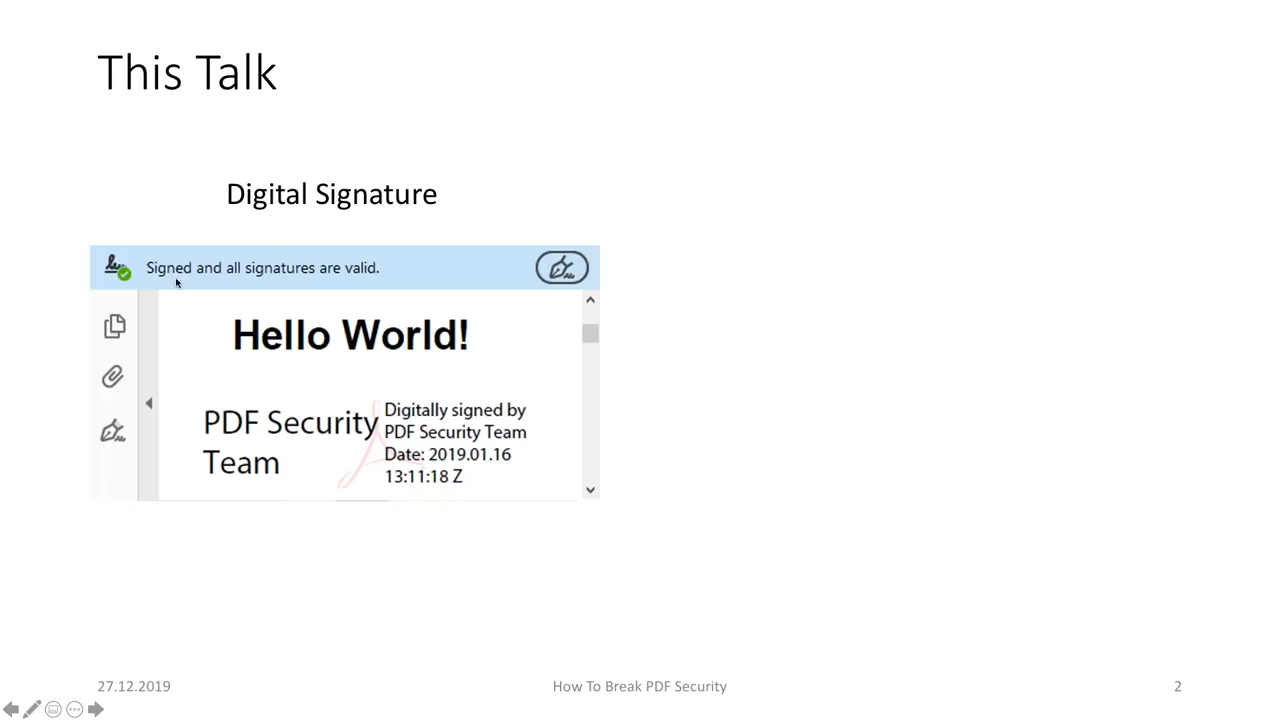 This Talk
Digital Signature
Signed and all signatures are valid.
Hello World!
PDF Security
Team
Digitally signed by
PDF Security Team
Date: 2019.01.16
13:11:18 Z
27.12.2019
How To Break PDF Security
2